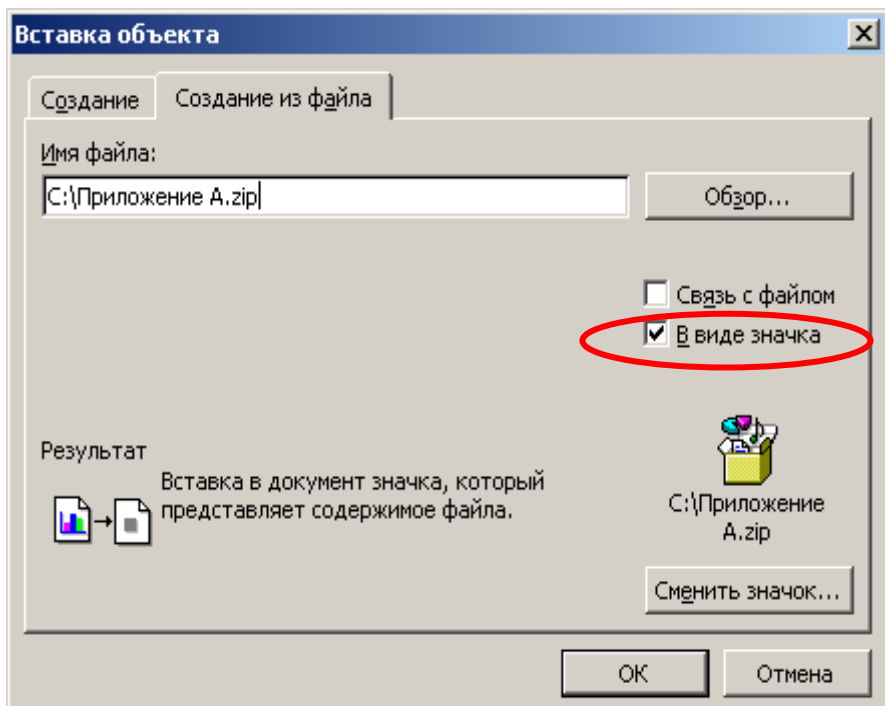 Вставка объекта
Создание
Создание из файла
Имя файла:
C:\Приложение А.zip
Обзор...
Связь с файлом
В виде значка
Результат
Вставка в документ значка, который
представляет содержимое файла.
C:\Приложение
А.zip
Сменить значок...
ОК
Отмена